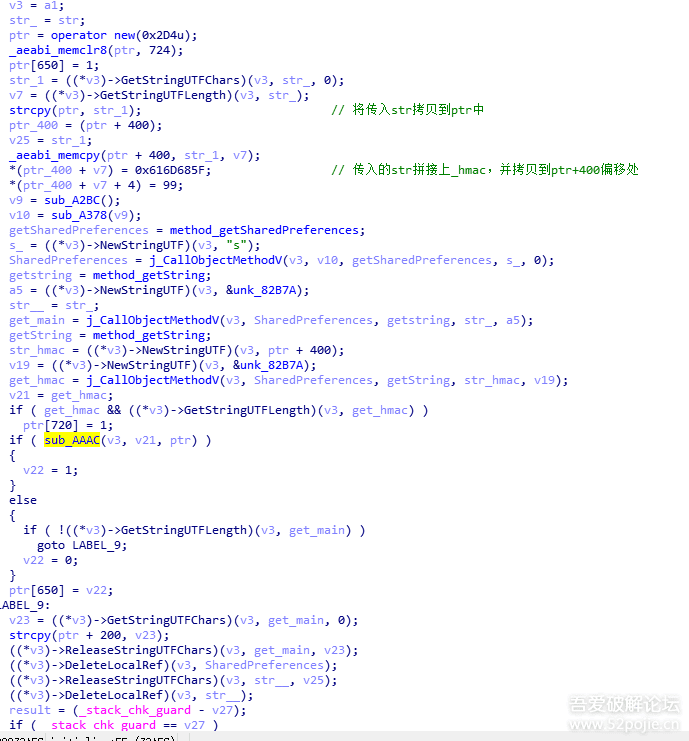 v3 = a1;
str_ = str;
ptr = operator new(0x2D4u);
_aeabi_memclr8(ptr, 724);
ptr[650] = 1;
str_1 = ((*v3)->GetStringUTFChars)(v3, str_, 0);
v7 = ((*v3)->GetStringUTFLength)(v3, str_);
strcpy(ptr, str_1); // 将传入str拷贝到ptr中
ptr_400 = (ptr + 400);
v25 = str_1;
_aeabi_memcpy(ptr + 400, str_1, v7);
*(ptr_400 + v7) = 0x616D685F; // 传入的str拼接上_hmac, 并拷贝到ptr+400偏移处
*(ptr_400 + v7 + 4) = 99;
v9 = sub_A2BC();
v10 = sub_A378(v9);
getSharedPreferences = method_getSharedPreferences;
s_ = ((*v3)->NewStringUTF)(v3, "s");
SharedPreferences = j_CallObjectMethodV(v3, v10, getSharedPreferences, s_, 0);
getstring = method_getString;
a5 = ((*v3)->NewStringUTF)(v3, &unk_82B7A);
str__ = str_;
get_main = j_CallObjectMethodV(v3, SharedPreferences, getstring, str_, a5);
getString = method_getString;
str_hmac = ((*v3)->NewStringUTF)(v3, ptr + 400);
v19 = ((*v3)->NewStringUTF)(v3, &unk_82B7A);
get_hmac = j_CallObjectMethodV(v3, SharedPreferences, getString, str_hmac, v19);
v21 = get_hmac;
if ( get_hmac && ((*v3)->GetStringUTFLength)(v3, get_hmac) )
ptr[720] = 1;
if ( sub_AAAC(v3, v21, ptr) )
{
v22 = 1;
}
else
{
if ( !((*v3)->GetStringUTFLength)(v3, get_main) )
goto LABEL_9;
v22 = 0;
}
ptr[650] = v22;
LABEL_9:
v23 = ((*v3)->GetStringUTFChars)(v3, get_main, 0);
strcpy(ptr + 200, v23);
((*v3)->ReleaseStringUTFChars)(v3, get_main, v23);
((*v3)->DeleteLocalRef)(v3, SharedPreferences);
((*v3)->ReleaseStringUTFChars)(v3, str__, v25);
((*v3)->DeleteLocalRef)(v3, str__);
result = (_stack_chk_guard - v27);
if ( _stack_chk_guard == v27 )
吾爱破解论坛
www.52pojie.cn